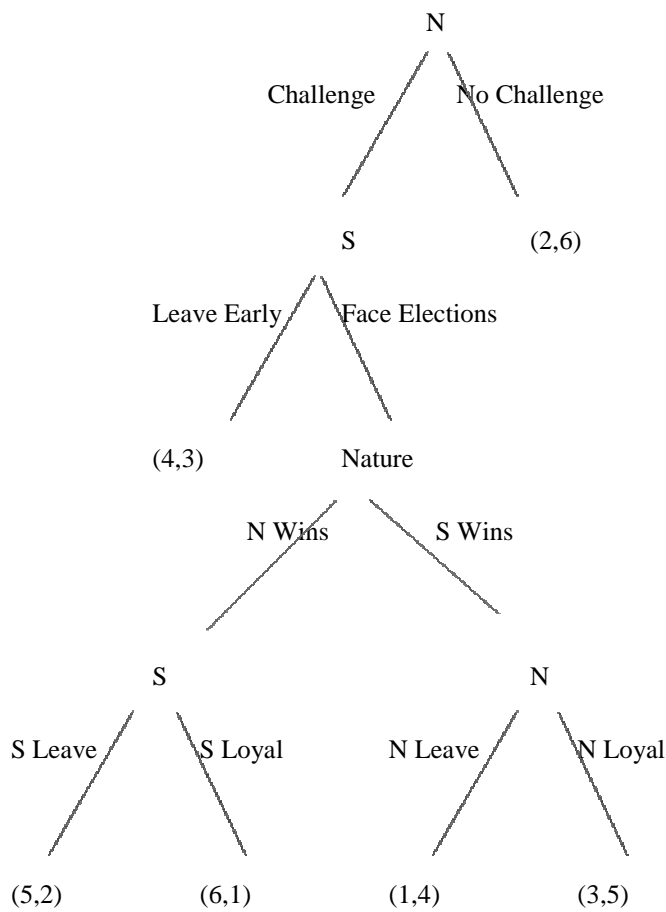 N
Challenge No Challenge
S (2,6)
Leave Early Face Elections
(4,3) Nature
N Wins S Wins
S N
S Leave S Loyal N Leave N Loyal
(5,2) (6,1) (1,4) (3,5)